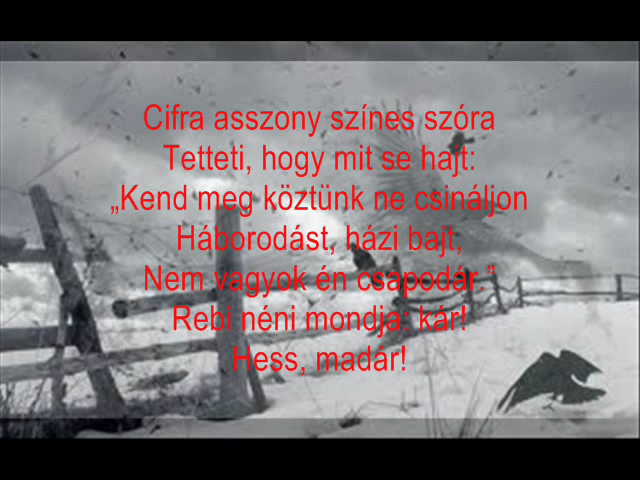 Cifra asszony színes szóra
Tetteti, hogy mit se hajt:
„Kend meg köztünk ne csináljon
Háborodást, házi bajt,
Nem vagyok én csapodár.”
Rebi néni mondja: kár!
Hess, madár!